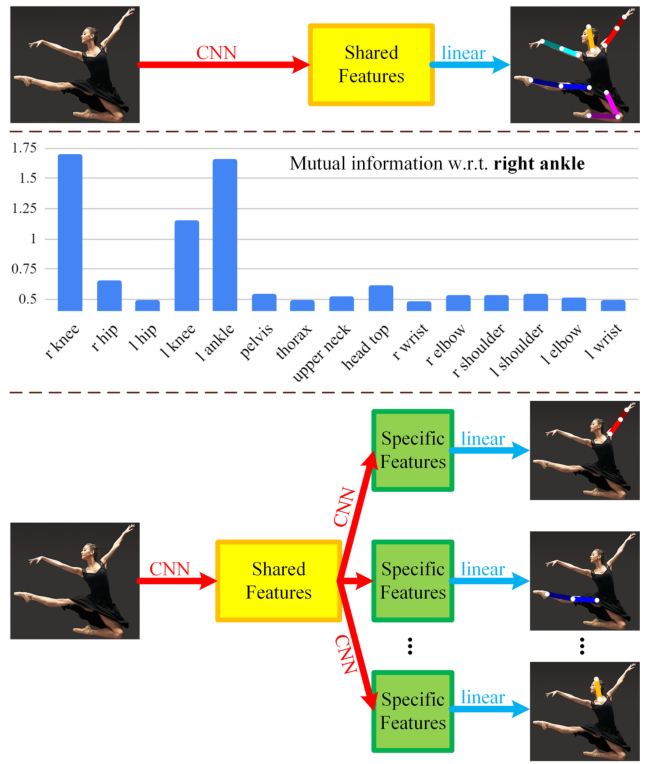 CNN
Shared
Features
linear
1.75
1.5
1.25
1
0.75
0.5
Mutual information w.r.t. right ankle
r knee
r hip
l hip
l knee
l ankle
pelvis
thorax
upper neck
head top
r wrist
r elbow
r shoulder
l shoulder
l elbow
l wrist
Specific
Features
linear
CNN
CNN
Shared
Features
Specific
Features
linear
CNN
Specific
Features
linear